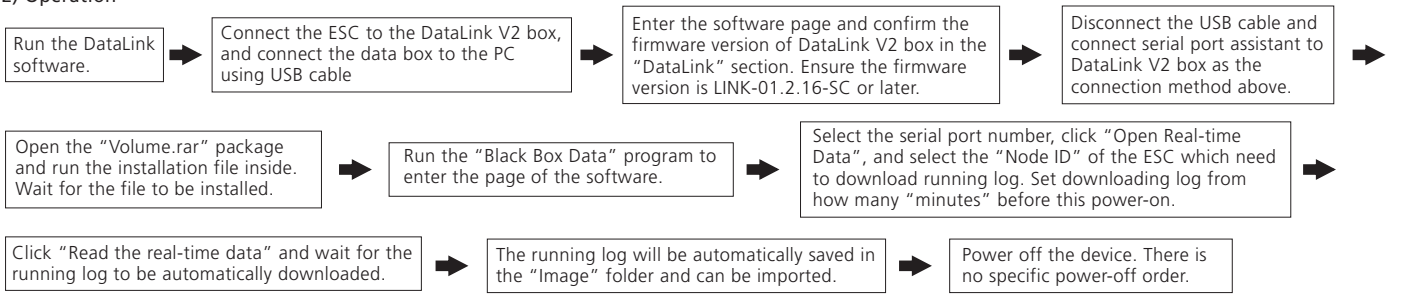 2) Operation
Run the DataLink
software.
Connect the ESC to the DataLink V2 box,
and connect the data box to the PC
using USB cable
Enter the software page and confirm the
firmware version of DataLink V2 box in the
“DataLink” section. Ensure the firmware
version is LINK-01.2.16-SC or later.
Disconnect the USB cable and
connect serial port assistant to
DataLink V2 box as the
connection method above.
Open the “Volume.rar” package
and run the installation file inside.
Wait for the file to be installed.
Run the “Black Box Data” program to
enter the page of the software.
Select the serial port number, click “Open Real-time
Data”, and select the “Node ID” of the ESC which need
to download running log. Set downloading log from
how many “minutes” before this power-on.
Click “Read the real-time data” and wait for the
running log to be automatically downloaded.
The running log will be automatically saved in
the “Image” folder and can be imported.
Power off the device. There is
no specific power-off order.